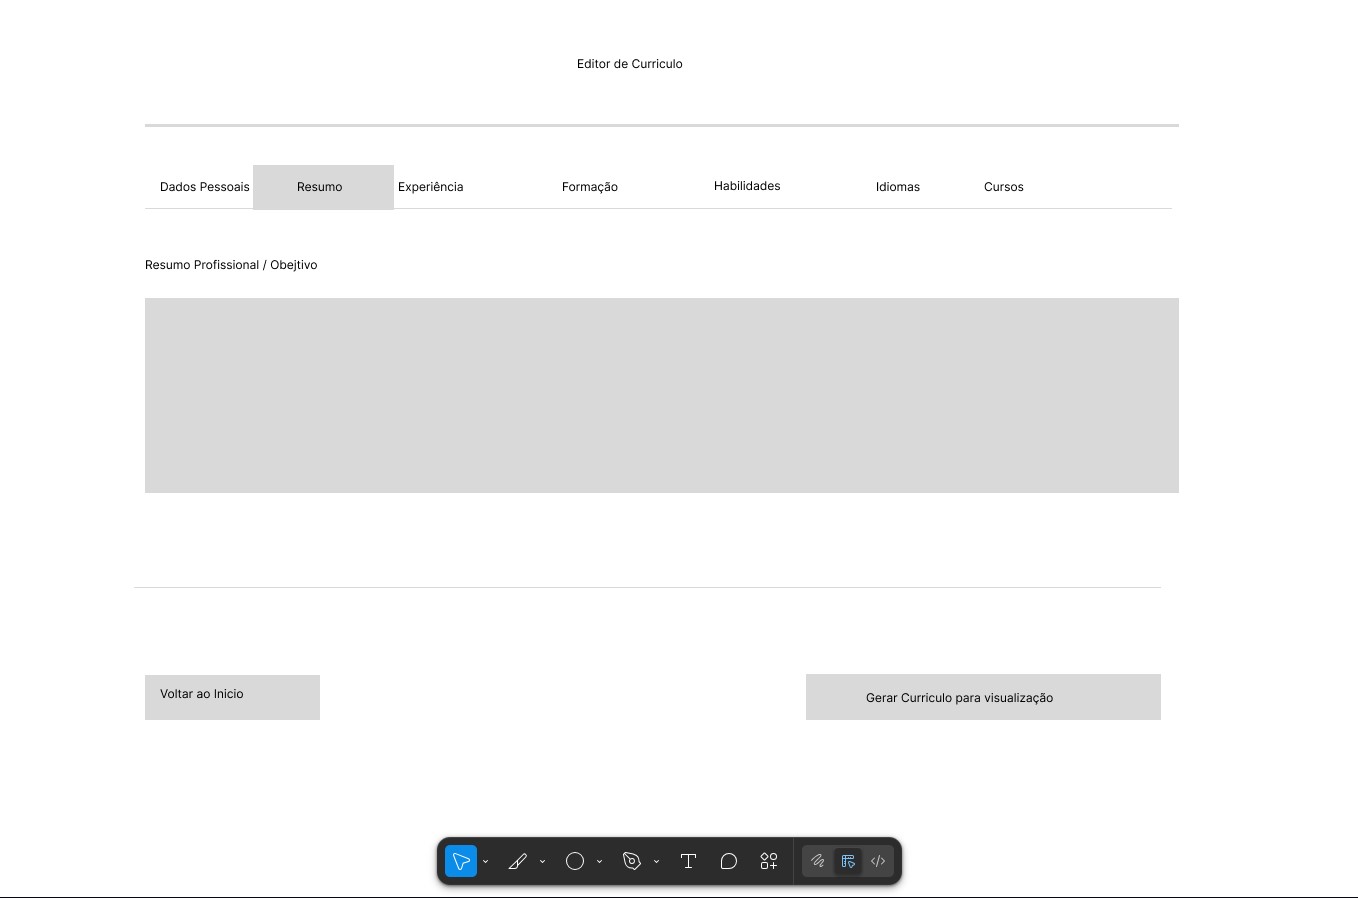 Editor de Curriculo
Dados Pessoais Resumo Experiência Formação Habilidades Idiomas Cursos
Resumo Profissional / Obejtivo
Voltar ao Inicio Gerar Curriculo para visualização